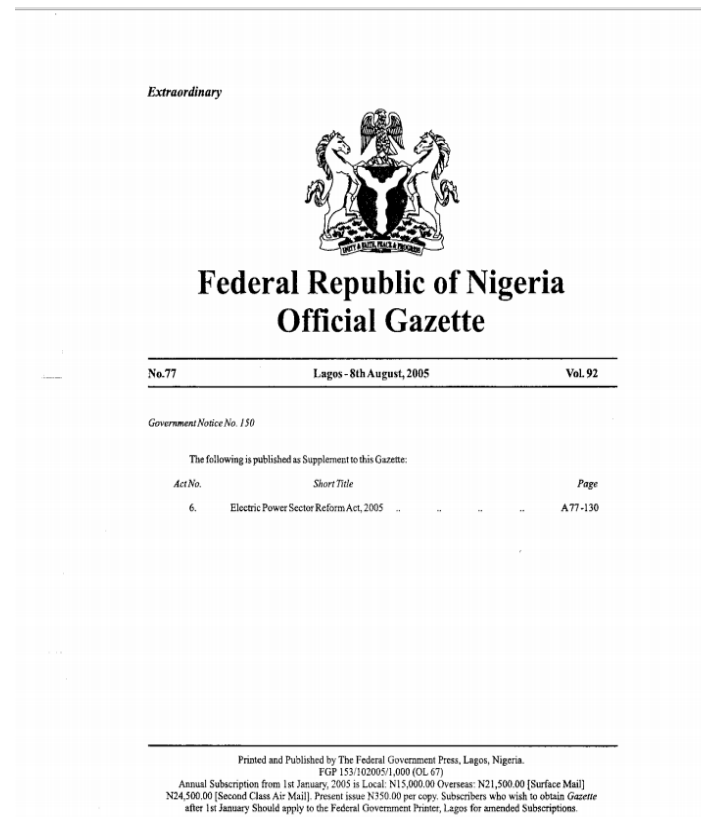 Extraordinary
UNITY & FAITH, PEACE & PROGRESS
Federal Republic of Nigeria
Official Gazette
No.77 Lagos - 8th August, 2005 Vol. 92
Government Notice No. 150
The following is published as Supplement to this Gazette:
Act No. Short Title Page
6. Electric Power Sector Reform Act, 2005 .. .. .. .. A 77-130
Printed and Published by The Federal Government Press, Lagos, Nigeria.
FGP 153/102005/1,000 (OL 67)
Annual Subscription from 1st January, 2005 is Local: N15,000.00 Overseas: N21,500.00 [Surface Mail]
N24,500.00 [Second Class Air Mail]. Present issue N350.00 per copy. Subscribers who wish to obtain Gazette
after 1st January Should apply to the Federal Government Printer, Lagos for amended Subscriptions.